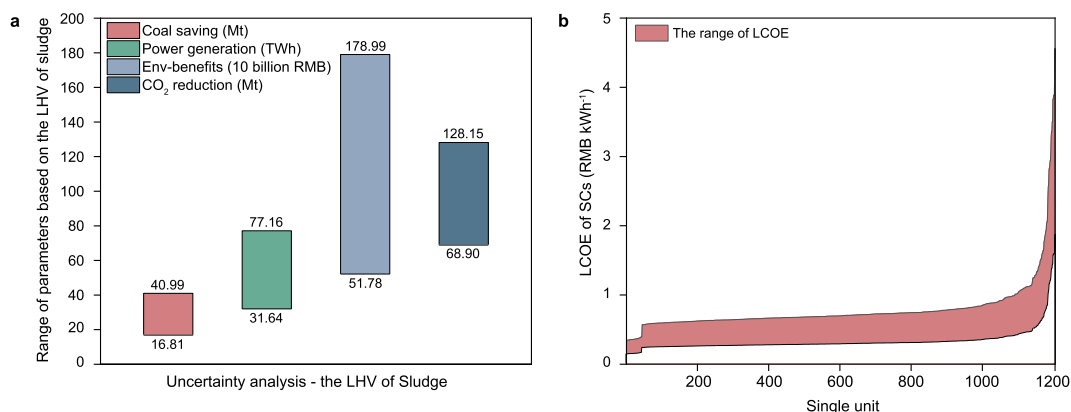 a
Range of parameters based on the LHV of sludge
200
180
160
140
120
100
80
60
40
20
0
Coal saving (Mt)
Power generation (TWh)
Env-benefits (10 billion RMB)
CO₂ reduction (Mt)
178.99
128.15
77.16
68.90
51.78
40.99
31.64
16.81
Uncertainty analysis - the LHV of Sludge
b
LCOE of SCs (RMB kWh⁻¹)
5
4
3
2
1
0
The range of LCOE
200
400
600
800
1000
1200
Single unit